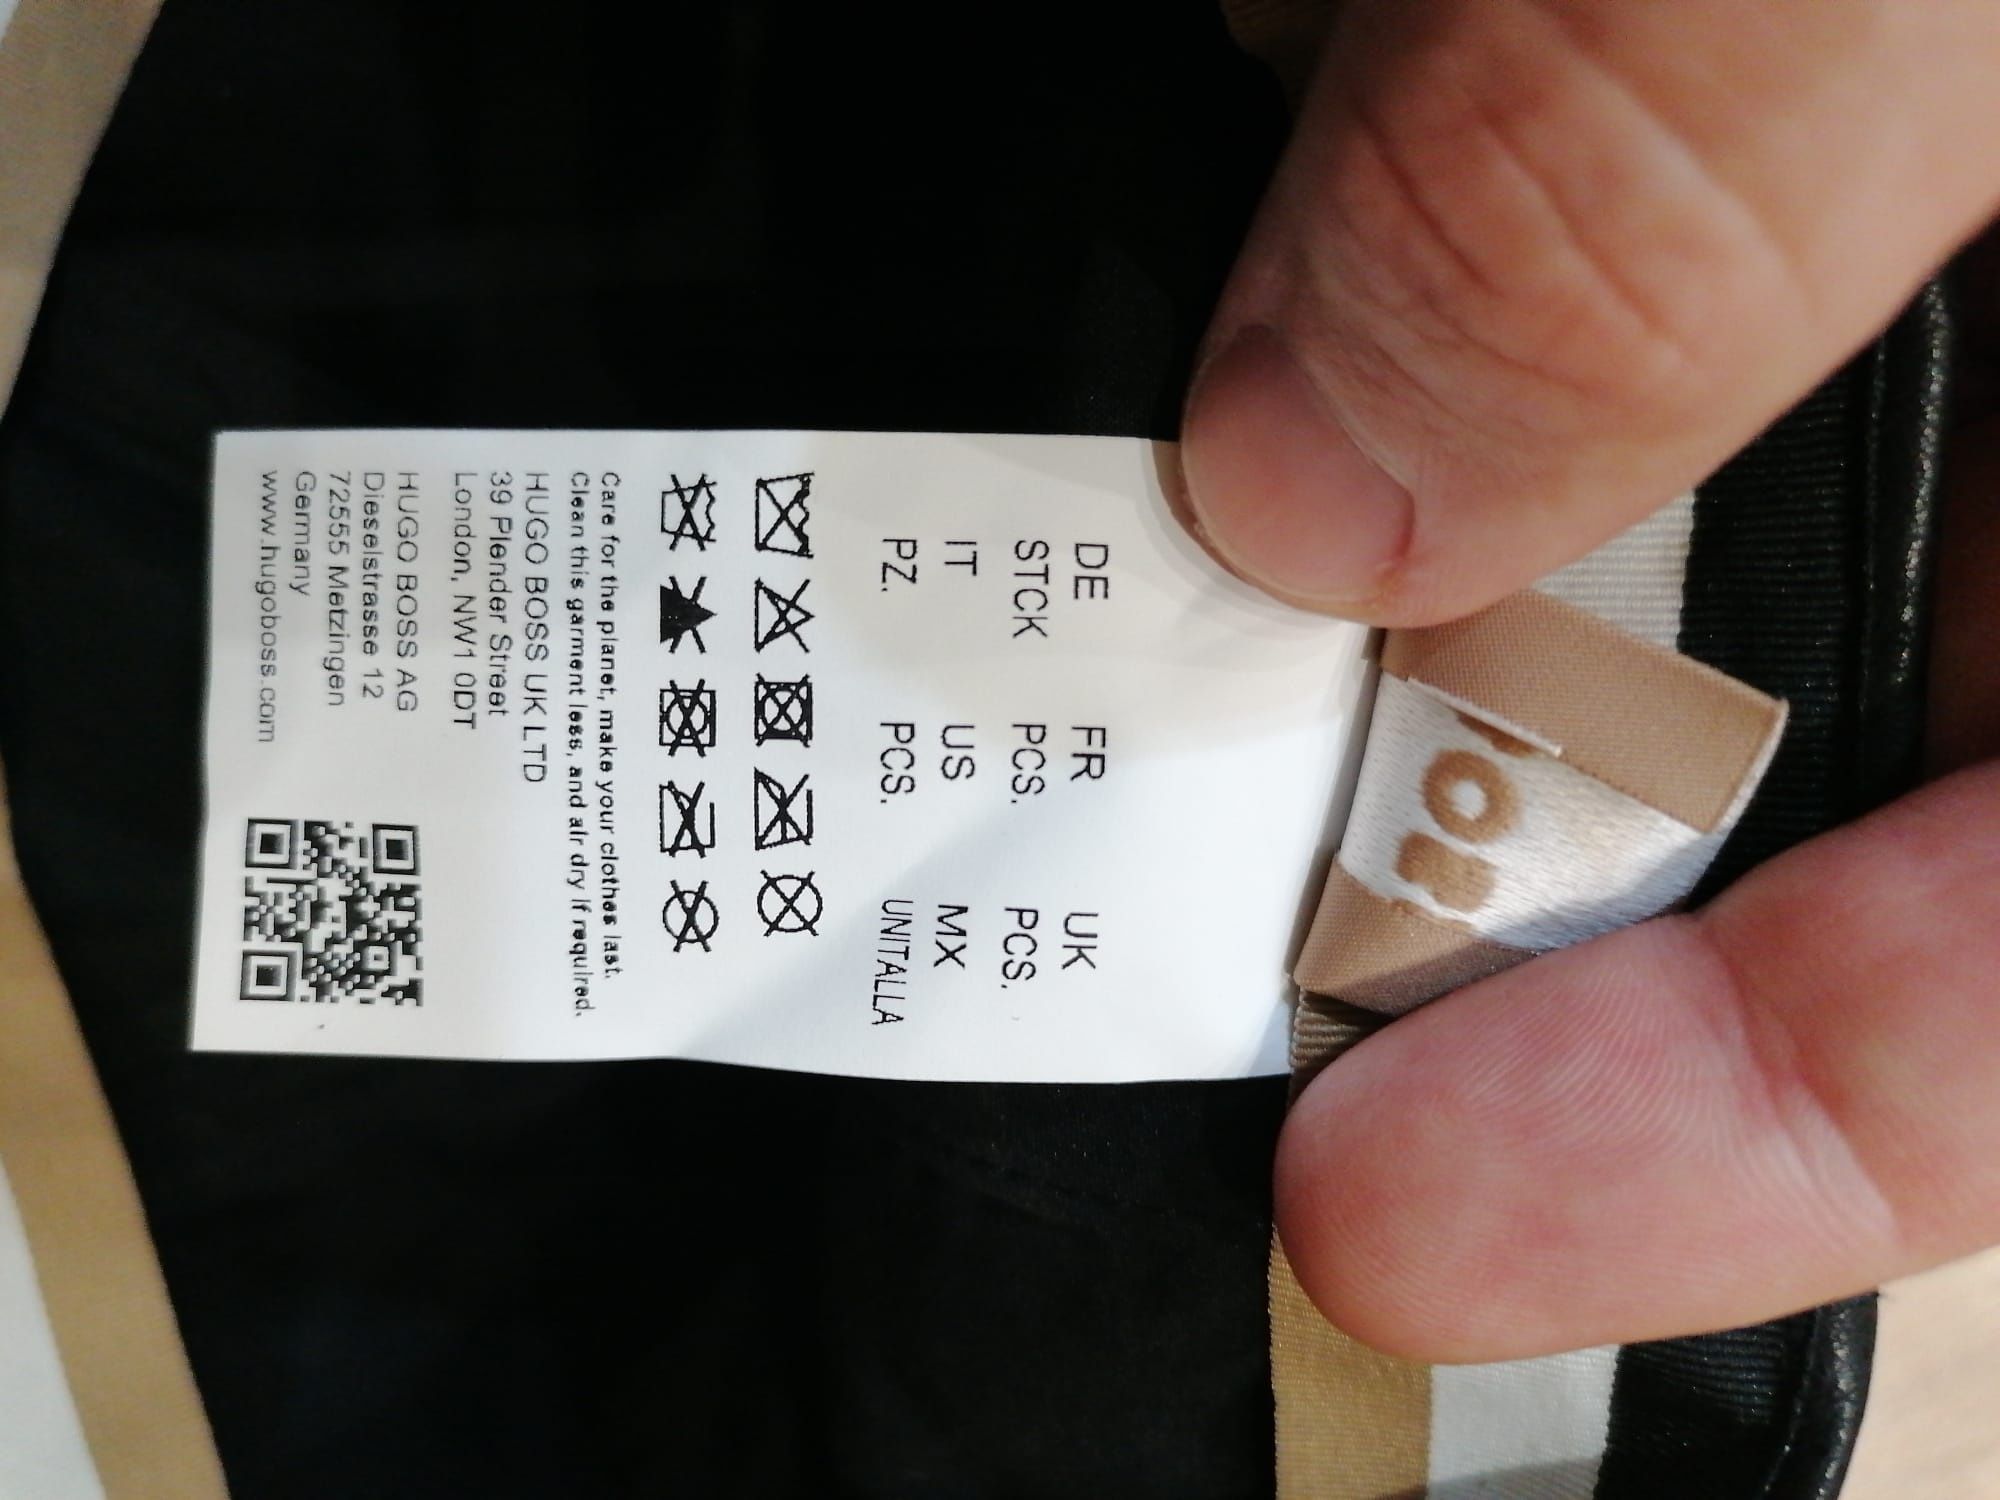 DE FR UK
STCK PCS. PCS.
IT US MX
PZ. PCS. UNITALLA
Care for the planet, make your clothes last.
Clean this garment less, and air dry if required.
HUGO BOSS UK LTD
39 Plender Street
London, NW1 0DT
HUGO BOSS AG
Dieselstrasse 12
72555 Metzingen
Germany
www.hugoboss.com